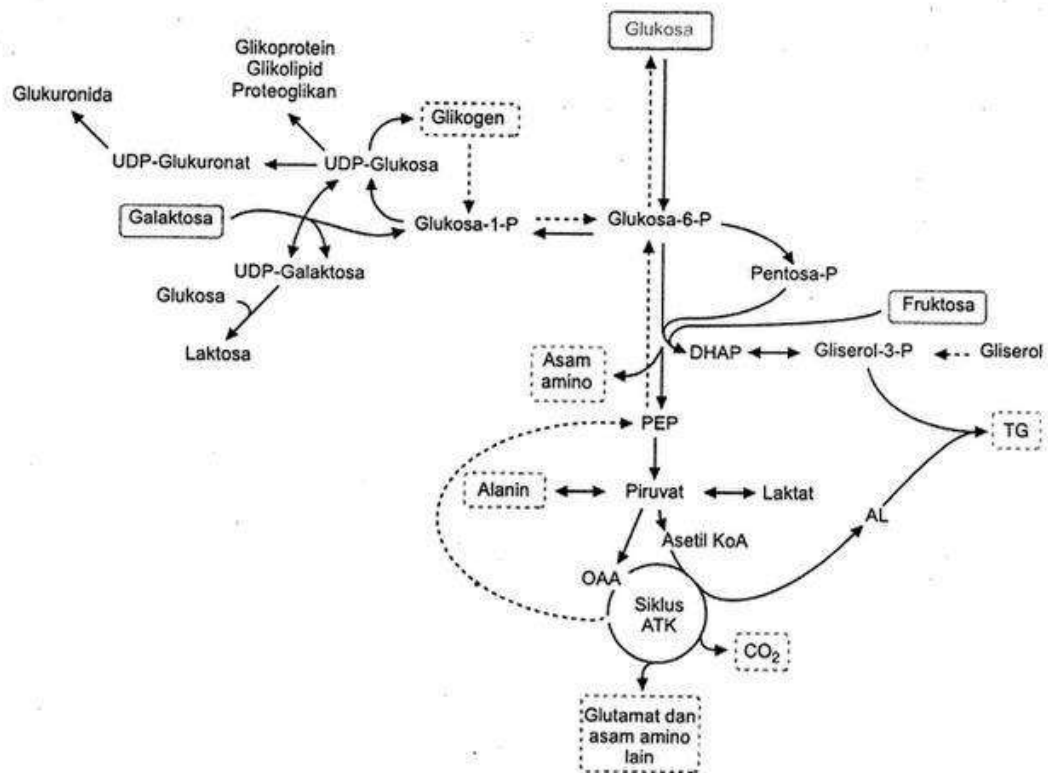 Glukosa
Glikoprotein
Glikolipid
Proteoglikan
Glukuronida
Glikogen
UDP-Glukuronat
UDP-Glukosa
Galaktosa
Glukosa-1-P
Glukosa-6-P
UDP-Galaktosa
Pentosa-P
Glukosa
Fruktosa
Laktosa
Asam
amino
DHAP
Gliserol-3-P
Gliserol
PEP
TG
Alanin
Piruvat
Laktat
AL
Asetil KoA
OAA
Siklus
ATK
CO₂
Glutamat dan
asam amino
lain